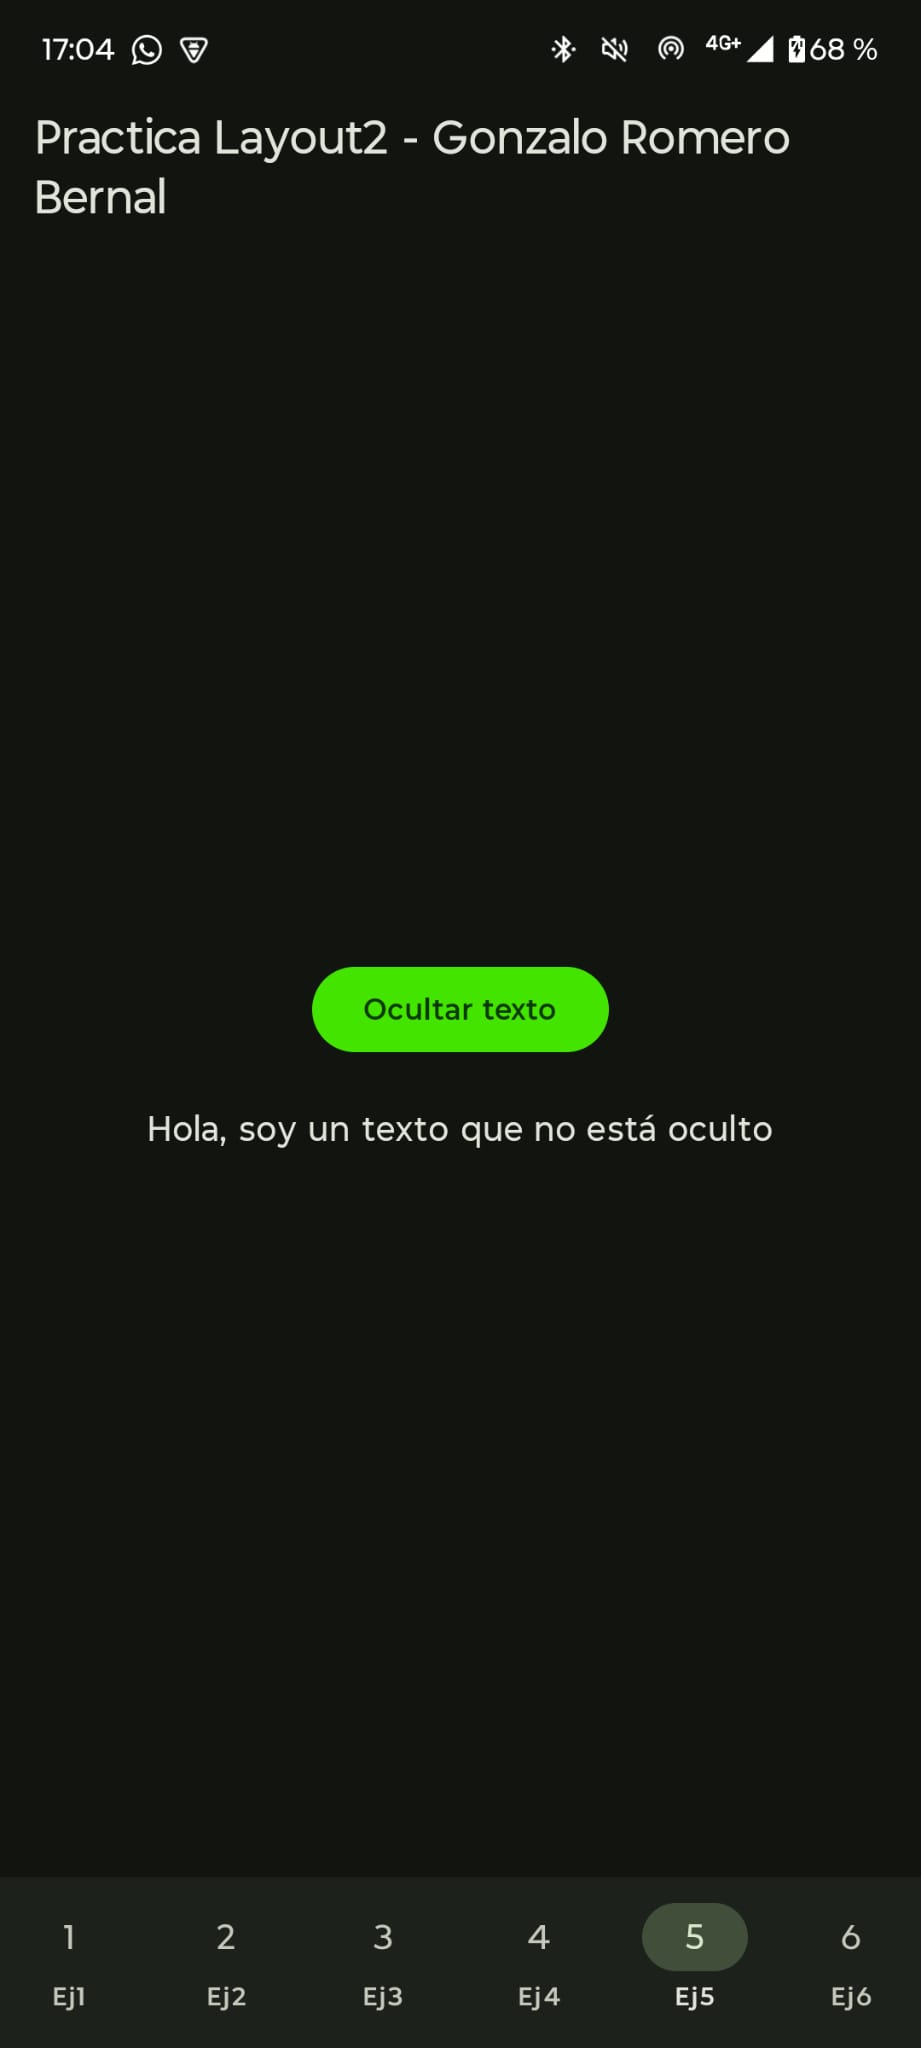 17:04 4G+ 68 %
Practica Layout2 - Gonzalo Romero
Bernal
Ocultar texto
Hola, soy un texto que no está oculto
1 2 3 4 5 6
Ej1 Ej2 Ej3 Ej4 Ej5 Ej6